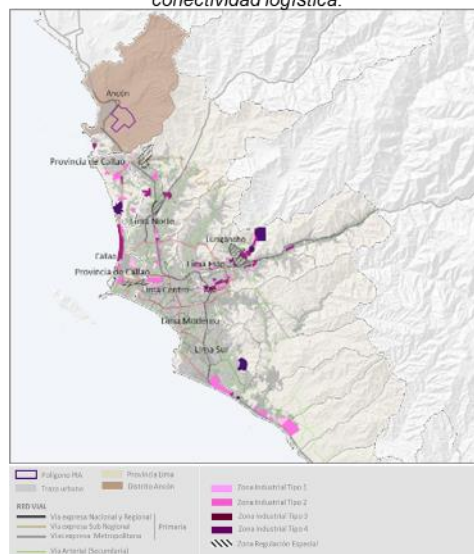 conectividad logística.
Ancón
Provincia de Callao
Lima Norte
Lurigancho
Lima Este
Callao
Provincia de Callao
Lima Centro
Lima Moderna
Lima Sur
Polígono PIA
Provincia Lima
Traza urbana
Distrito Ancón
RED VIAL
Vía expresa Nacional y Regional
Vía expresa Sub Regional
Vías expresa Metropolitana
Primaria
Vía Arterial (Secundaria)
Zona Industrial Tipo 1
Zona Industrial Tipo 2
Zona Industrial Tipo 3
Zona Industrial Tipo 4
Zona Regulación Especial